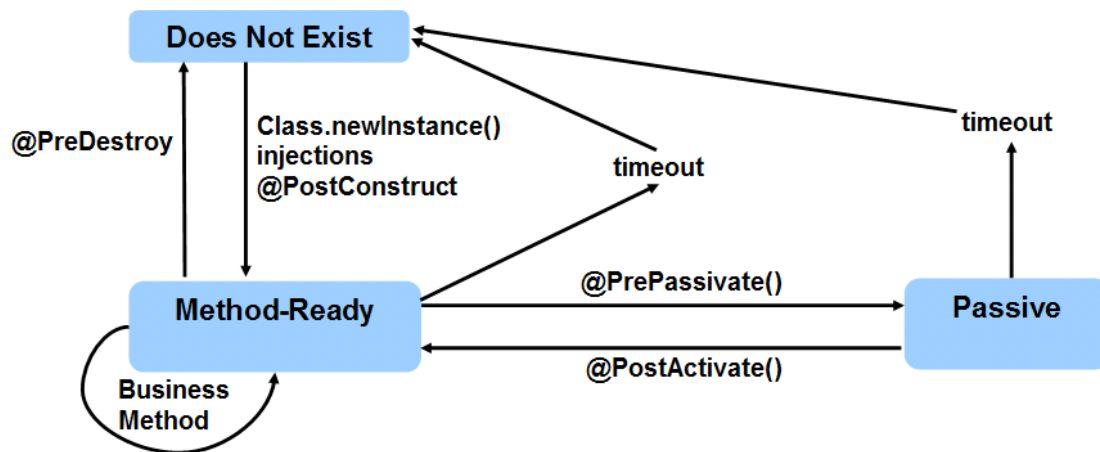 Does Not Exist
@PreDestroy
Class.newInstance()
injections
@PostConstruct
timeout
timeout
Method-Ready
@PrePassivate()
Passive
@PostActivate()
Business
Method